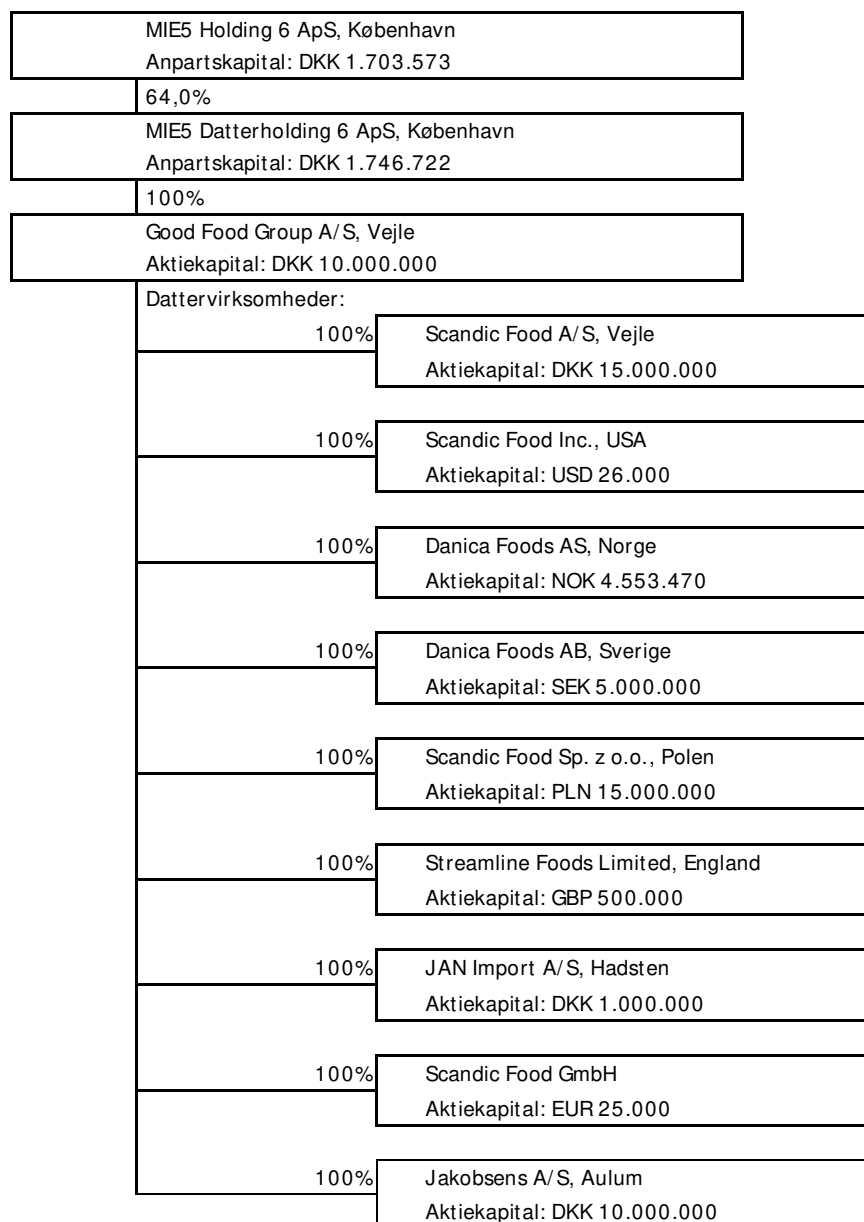 MIE5 Holding 6 ApS, København
Anpartskapital: DKK 1.703.573
64,0%
MIE5 Datterholding 6 ApS, København
Anpartskapital: DKK 1.746.722
100%
Good Food Group A/S, Vejle
Aktiekapital: DKK 10.000.000
Dattervirksomheder:
100% Scandic Food A/S, Vejle
Aktiekapital: DKK 15.000.000
100% Scandic Food Inc., USA
Aktiekapital: USD 26.000
100% Danica Foods AS, Norge
Aktiekapital: NOK 4.553.470
100% Danica Foods AB, Sverige
Aktiekapital: SEK 5.000.000
100% Scandic Food Sp. z o.o., Polen
Aktiekapital: PLN 15.000.000
100% Streamline Foods Limited, England
Aktiekapital: GBP 500.000
100% JAN Import A/S, Hadsten
Aktiekapital: DKK 1.000.000
100% Scandic Food GmbH
Aktiekapital: EUR 25.000
100% Jakobsens A/S, Aulum
Aktiekapital: DKK 10.000.000